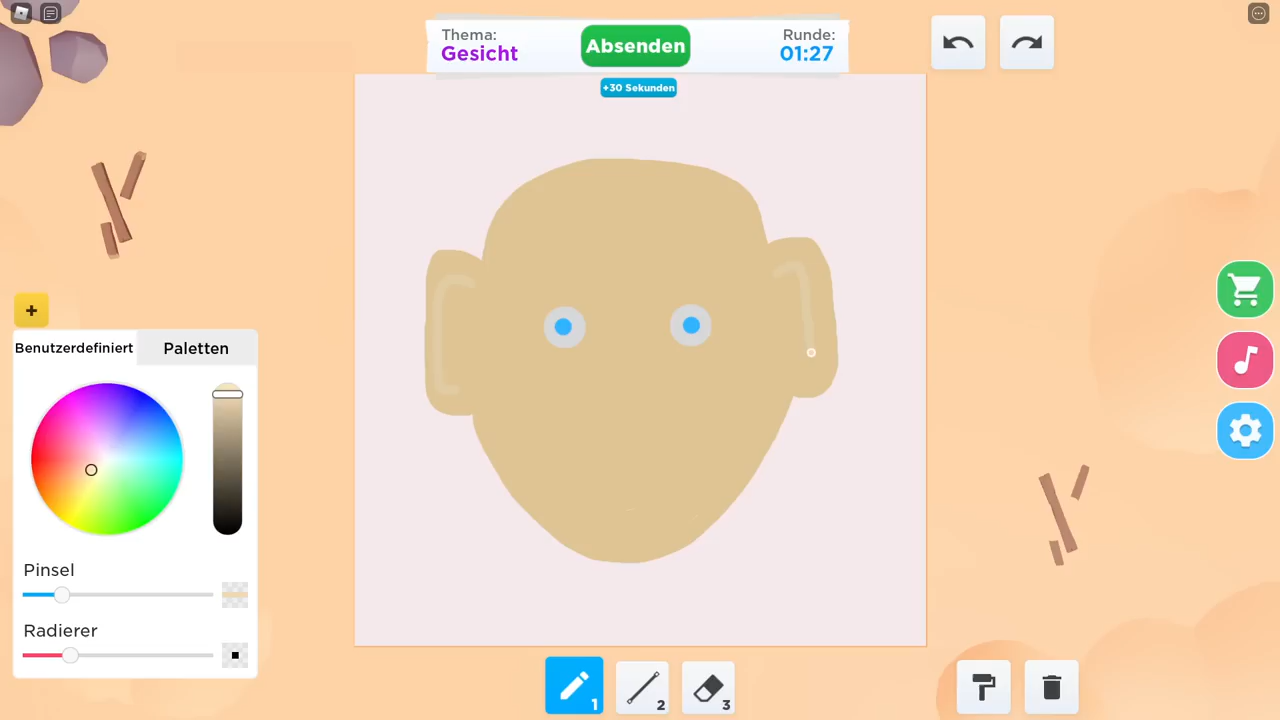 Thema:
Gesicht
Absenden
Runde:
01:27
+30 Sekunden
+
Benutzerdefiniert
Paletten
Pinsel
Radierer
1
2
3